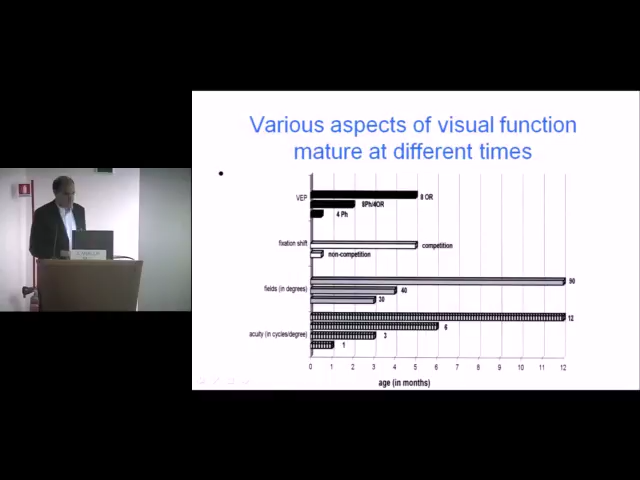 Various aspects of visual function
mature at different times
VEP
8 OR
8Ph/4OR
4 Ph
fixation shift
competition
non-competition
fields (in degrees)
90
40
30
acuity (in cycles/degree)
12
6
3
1
0 1 2 3 4 5 6 7 8 9 10 11 12
age (in months)